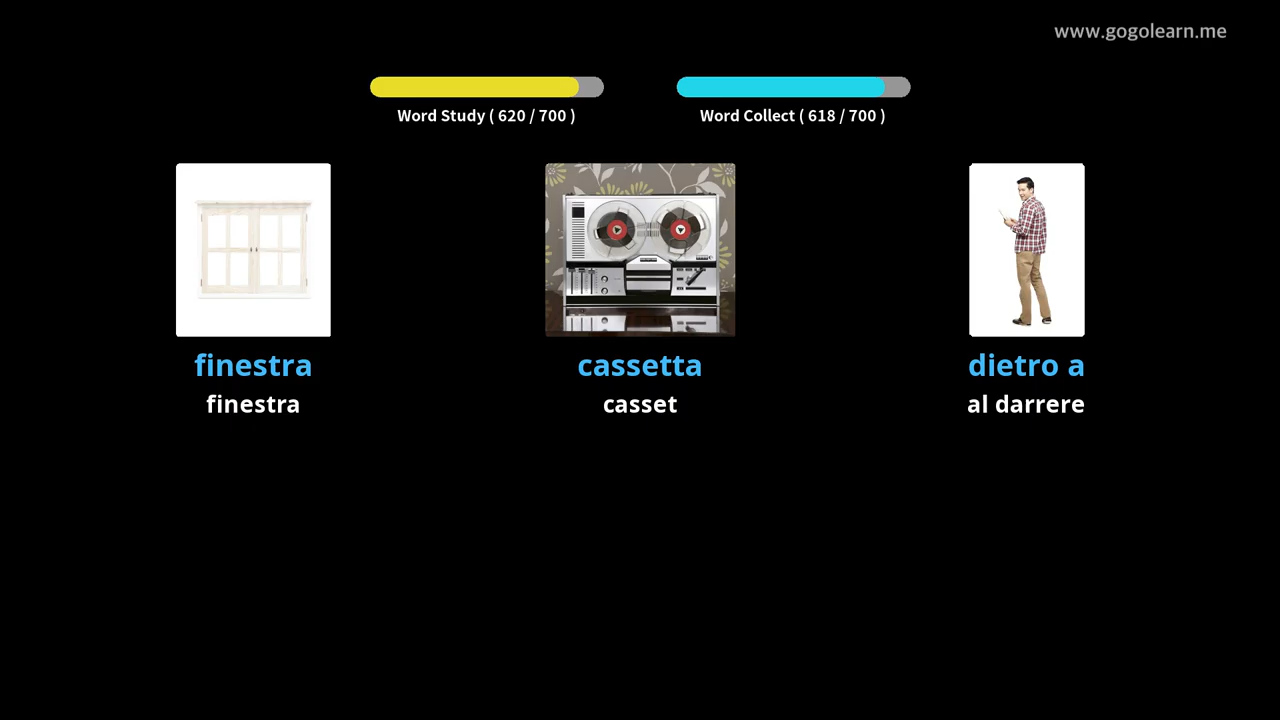 www.gogolearn.me
Word Study ( 620 / 700 )
Word Collect ( 618 / 700 )
finestra
finestra
cassetta
casset
dietro a
al darrere